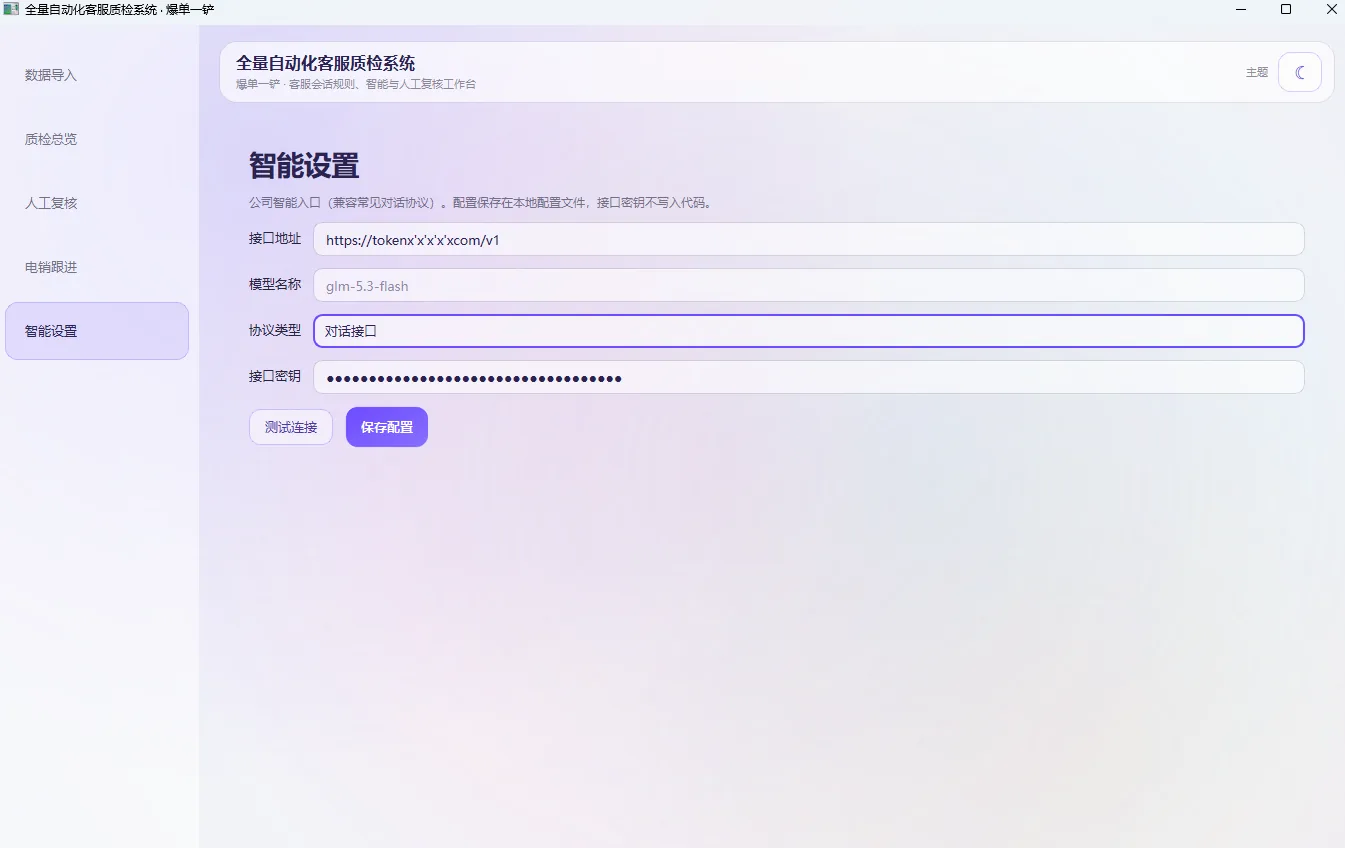 全量自动化客服质检系统 · 爆单一铲
数据导入
质检总览
人工复核
电销跟进
智能设置
全量自动化客服质检系统
爆单一铲 · 客服会话规则、智能与人工复核工作台
主题
智能设置
公司智能入口（兼容常见对话协议）。配置保存在本地配置文件，接口密钥不写入代码。
接口地址 https://tokenx'x'x'x'xcom/v1
模型名称 glm-5.3-flash
协议类型 对话接口
接口密钥 ●●●●●●●●●●●●●●●●●●●●●●●●●●●●●●●●●●●
测试连接 保存配置